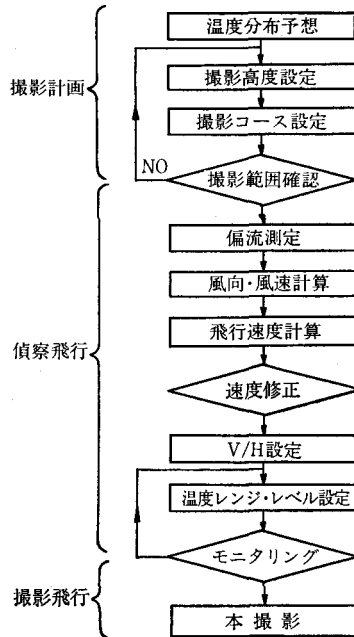 温度分布予想
撮影高度設定
撮影計画
撮影コース設定
NO
撮影範囲確認
偏流測定
風向・風速計算
飛行速度計算
偵察飛行
速度修正
V/H設定
温度レンジ・レベル設定
モニタリング
撮影飛行
本撮影